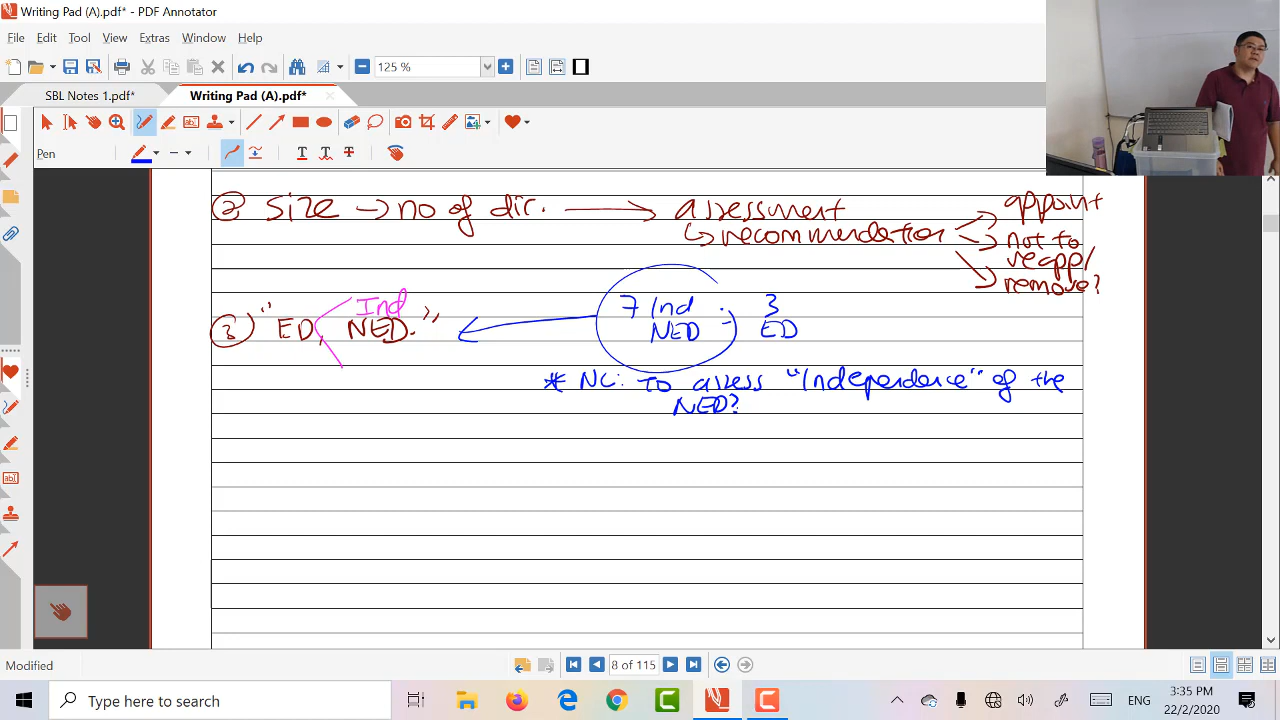 Writing Pad (A).pdf* - PDF Annotator
File Edit Tool View Extras Window Help
125 %
SBL Notes 1.pdf* Writing Pad (A).pdf*
Pen
② Size → no of dir. → assessment
↳ recommendation
appoint
not to
reapp/
remove?
③ " ED, Ind NED. "
7 Ind : 3
NED ED
* NC: To assess "Independence" of the
NED?
Modified
8 of 115
Type here to search
ENG
3:35 PM
22/2/2020